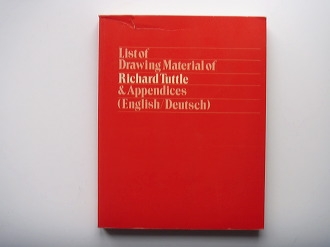 List of
Drawing Material of
Richard Tuttle
& Appendices
(English/Deutsch)